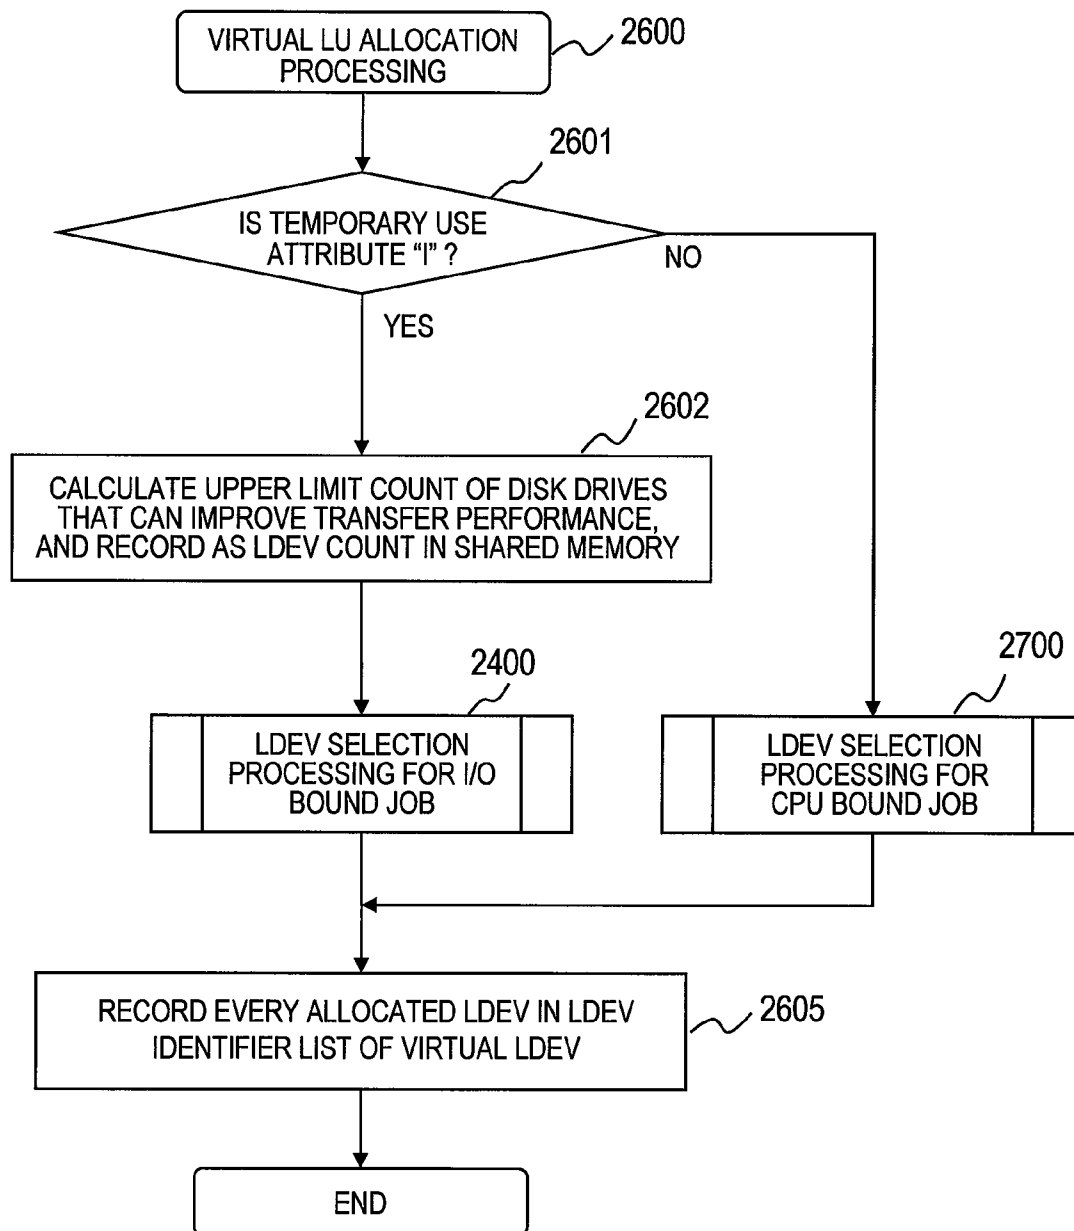 VIRTUAL LU ALLOCATION
PROCESSING
2600
2601
IS TEMPORARY USE
ATTRIBUTE “I” ?
NO
YES
2602
CALCULATE UPPER LIMIT COUNT OF DISK DRIVES
THAT CAN IMPROVE TRANSFER PERFORMANCE,
AND RECORD AS LDEV COUNT IN SHARED MEMORY
2400
LDEV SELECTION
PROCESSING FOR I/O
BOUND JOB
2700
LDEV SELECTION
PROCESSING FOR
CPU BOUND JOB
RECORD EVERY ALLOCATED LDEV IN LDEV
IDENTIFIER LIST OF VIRTUAL LDEV
2605
END